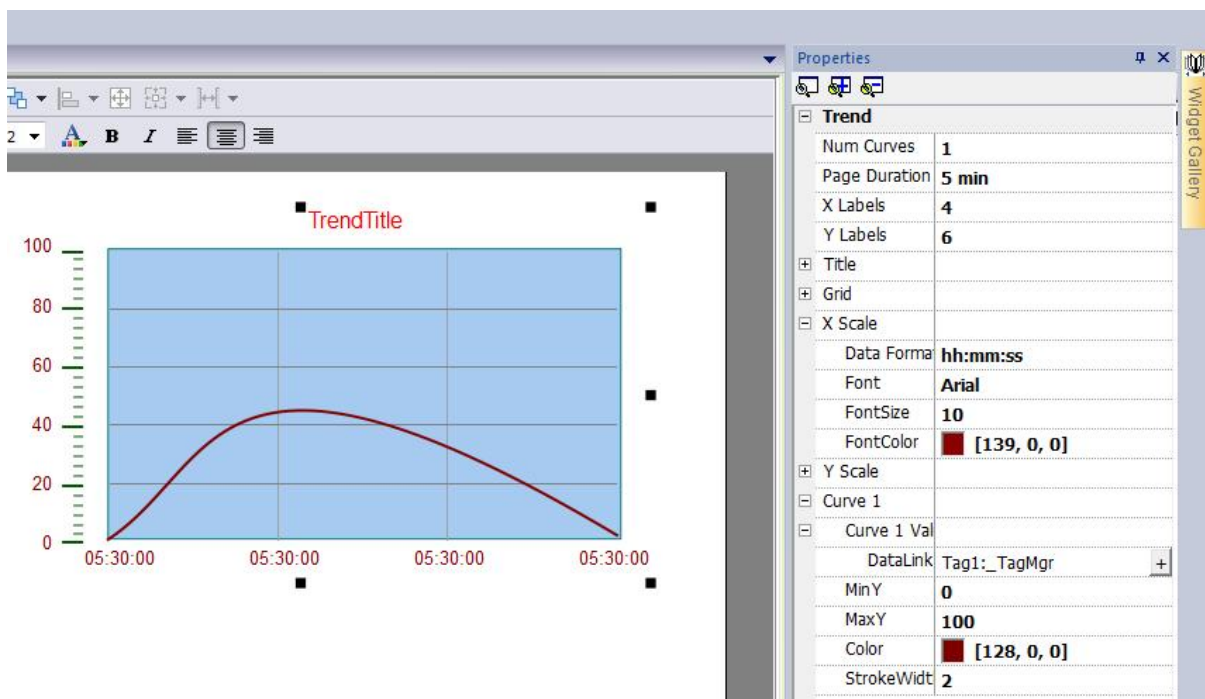 Properties
Widget Gallery
2
A B I
Trend
Num Curves 1
Page Duration 5 min
X Labels 4
Y Labels 6
Title
Grid
X Scale
Data Forma hh:mm:ss
Font Arial
FontSize 10
FontColor [139, 0, 0]
Y Scale
Curve 1
Curve 1 Val
DataLink Tag1:_TagMgr +
MinY 0
MaxY 100
Color [128, 0, 0]
StrokeWidt 2
TrendTitle
100
80
60
40
20
0
05:30:00 05:30:00 05:30:00 05:30:00